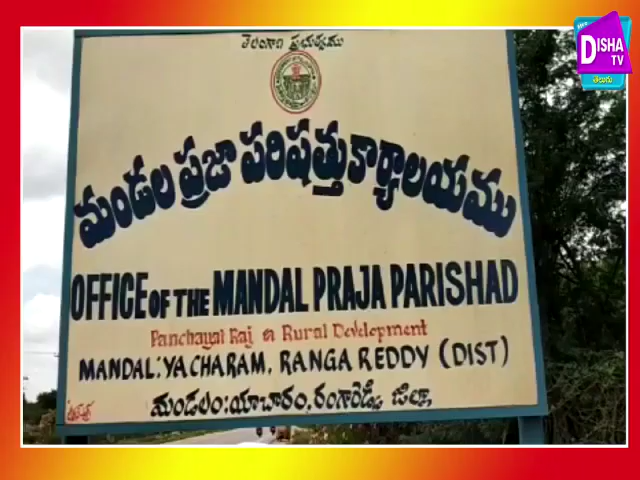 తెలంగాణ ప్రభుత్వము
మండల ప్రజా పరిషత్తు కార్యాలయము
OFFICE OF THE MANDAL PRAJA PARISHAD
Panchayat Raj & Rural Development
MANDAL: YACHARAM, RANGA REDDY (DIST)
మండలం: యాచారం, రంగారెడ్డి జిల్లా.
DISHA
TV
తెలుగు